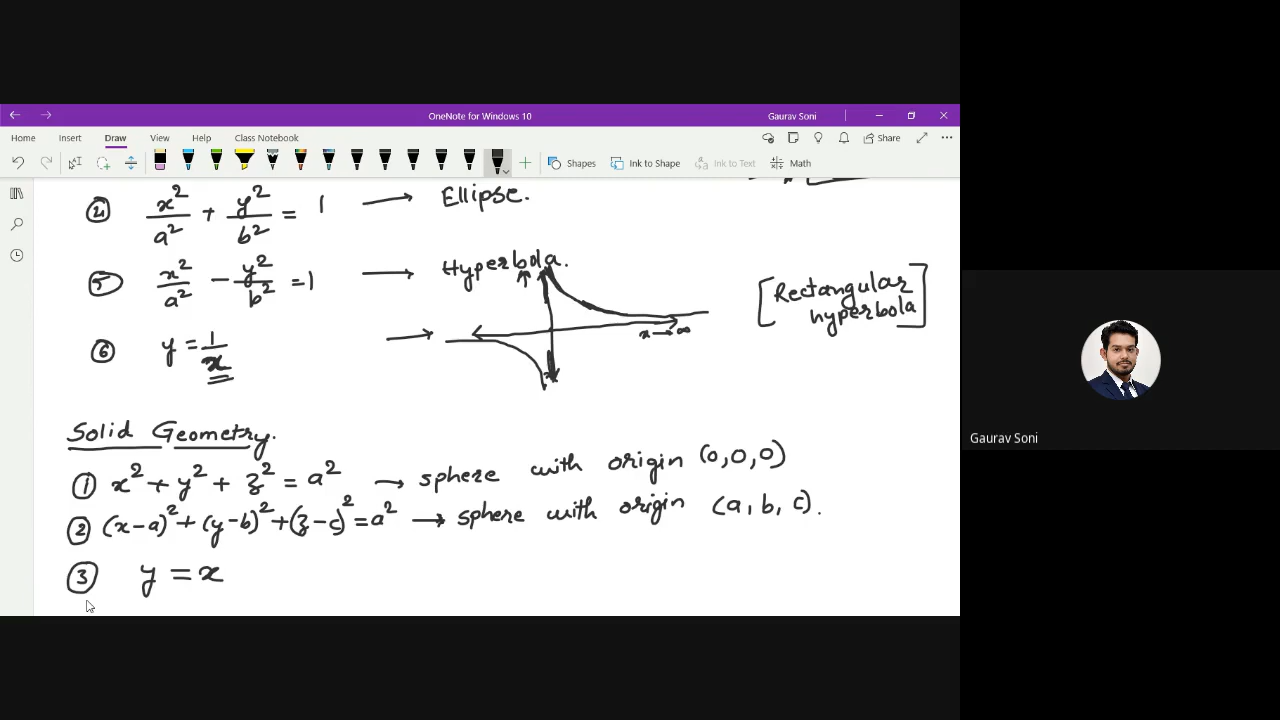 OneNote for Windows 10
Gaurav Soni
Home Insert Draw View Help Class Notebook
Share
Shapes Ink to Shape Ink to Text Math
④ x²/a² + y²/b² = 1 → Ellipse.
⑤ x²/a² − y²/b² = 1 → Hyperbola.
[Rectangular
hyperbola]
⑥ y = 1/x →
x → ∞
Solid Geometry.
① x² + y² + z² = a² → sphere with origin (0,0,0)
② (x−a)² + (y−b)² + (z−c)² = a² → sphere with origin (a, b, c).
③ y = x
Gaurav Soni